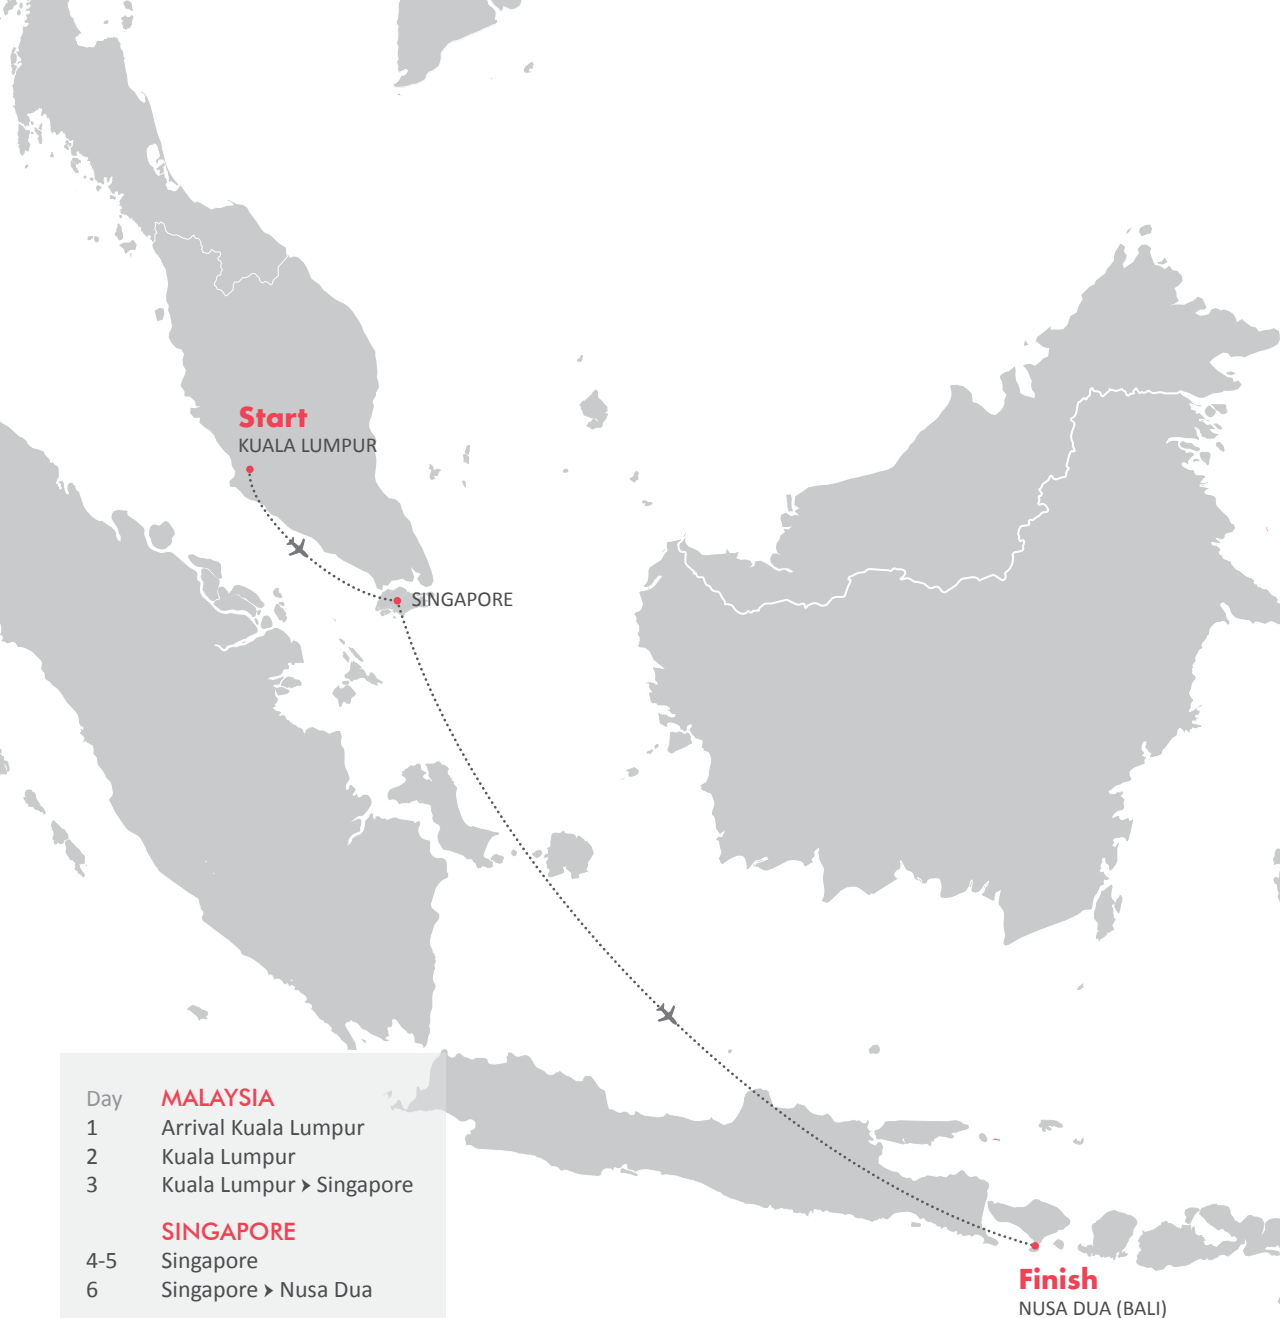 Start
KUALA LUMPUR
SINGAPORE
Day MALAYSIA
1 Arrival Kuala Lumpur
2 Kuala Lumpur
3 Kuala Lumpur > Singapore
SINGAPORE
4-5 Singapore
6 Singapore > Nusa Dua
Finish
NUSA DUA (BALI)